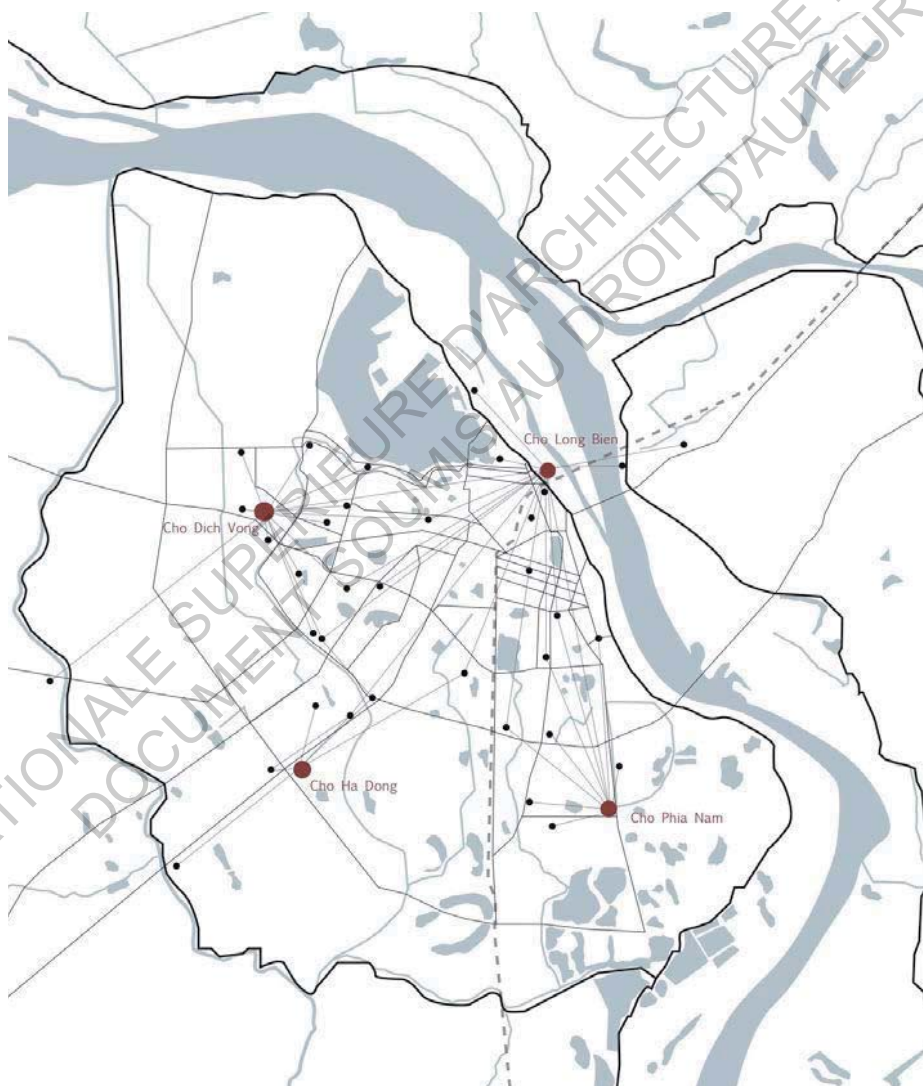 NATIONALE SUPERIEURE D'ARCHITECTURE
DOCUMENT SOUMIS AU DROIT D'AUTEUR
Cho Long Bien
Cho Dich Vong
Cho Ha Dong
Cho Phia Nam